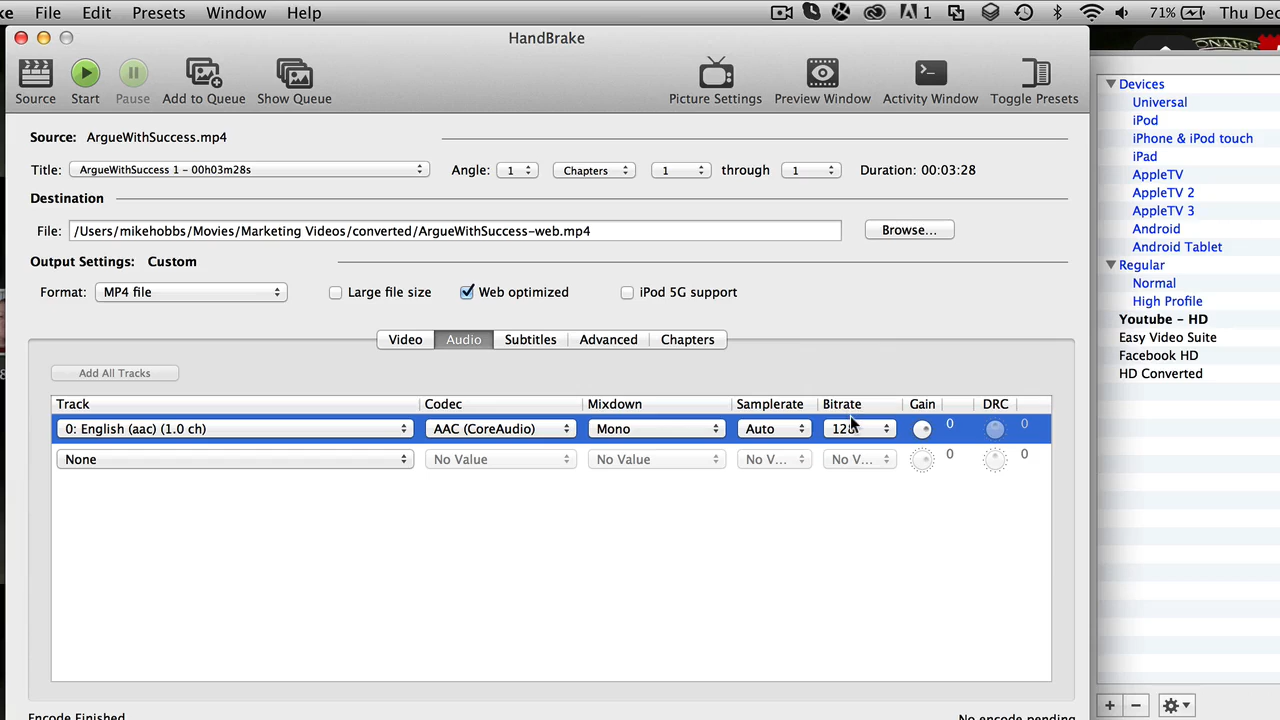 ke File Edit Presets Window Help 1 71% Thu Dec
HandBrake
Source Start Pause Add to Queue Show Queue Picture Settings Preview Window Activity Window Toggle Presets
Source: ArgueWithSuccess.mp4
Title: ArgueWithSuccess 1 - 00h03m28s Angle: 1 Chapters 1 through 1 Duration: 00:03:28
Destination
File: /Users/mikehobbs/Movies/Marketing Videos/converted/ArgueWithSuccess-web.mp4 Browse...
Output Settings: Custom
Format: MP4 file Large file size Web optimized iPod 5G support
Video Audio Subtitles Advanced Chapters
Add All Tracks
Track Codec Mixdown Samplerate Bitrate Gain DRC
0: English (aac) (1.0 ch) AAC (CoreAudio) Mono Auto 0 0
None No Value No Value No V... No V... 0 0
Encode Finished No encode pending
Devices
Universal
iPod
iPhone & iPod touch
iPad
AppleTV
AppleTV 2
AppleTV 3
Android
Android Tablet
Regular
Normal
High Profile
Youtube - HD
Easy Video Suite
Facebook HD
HD Converted